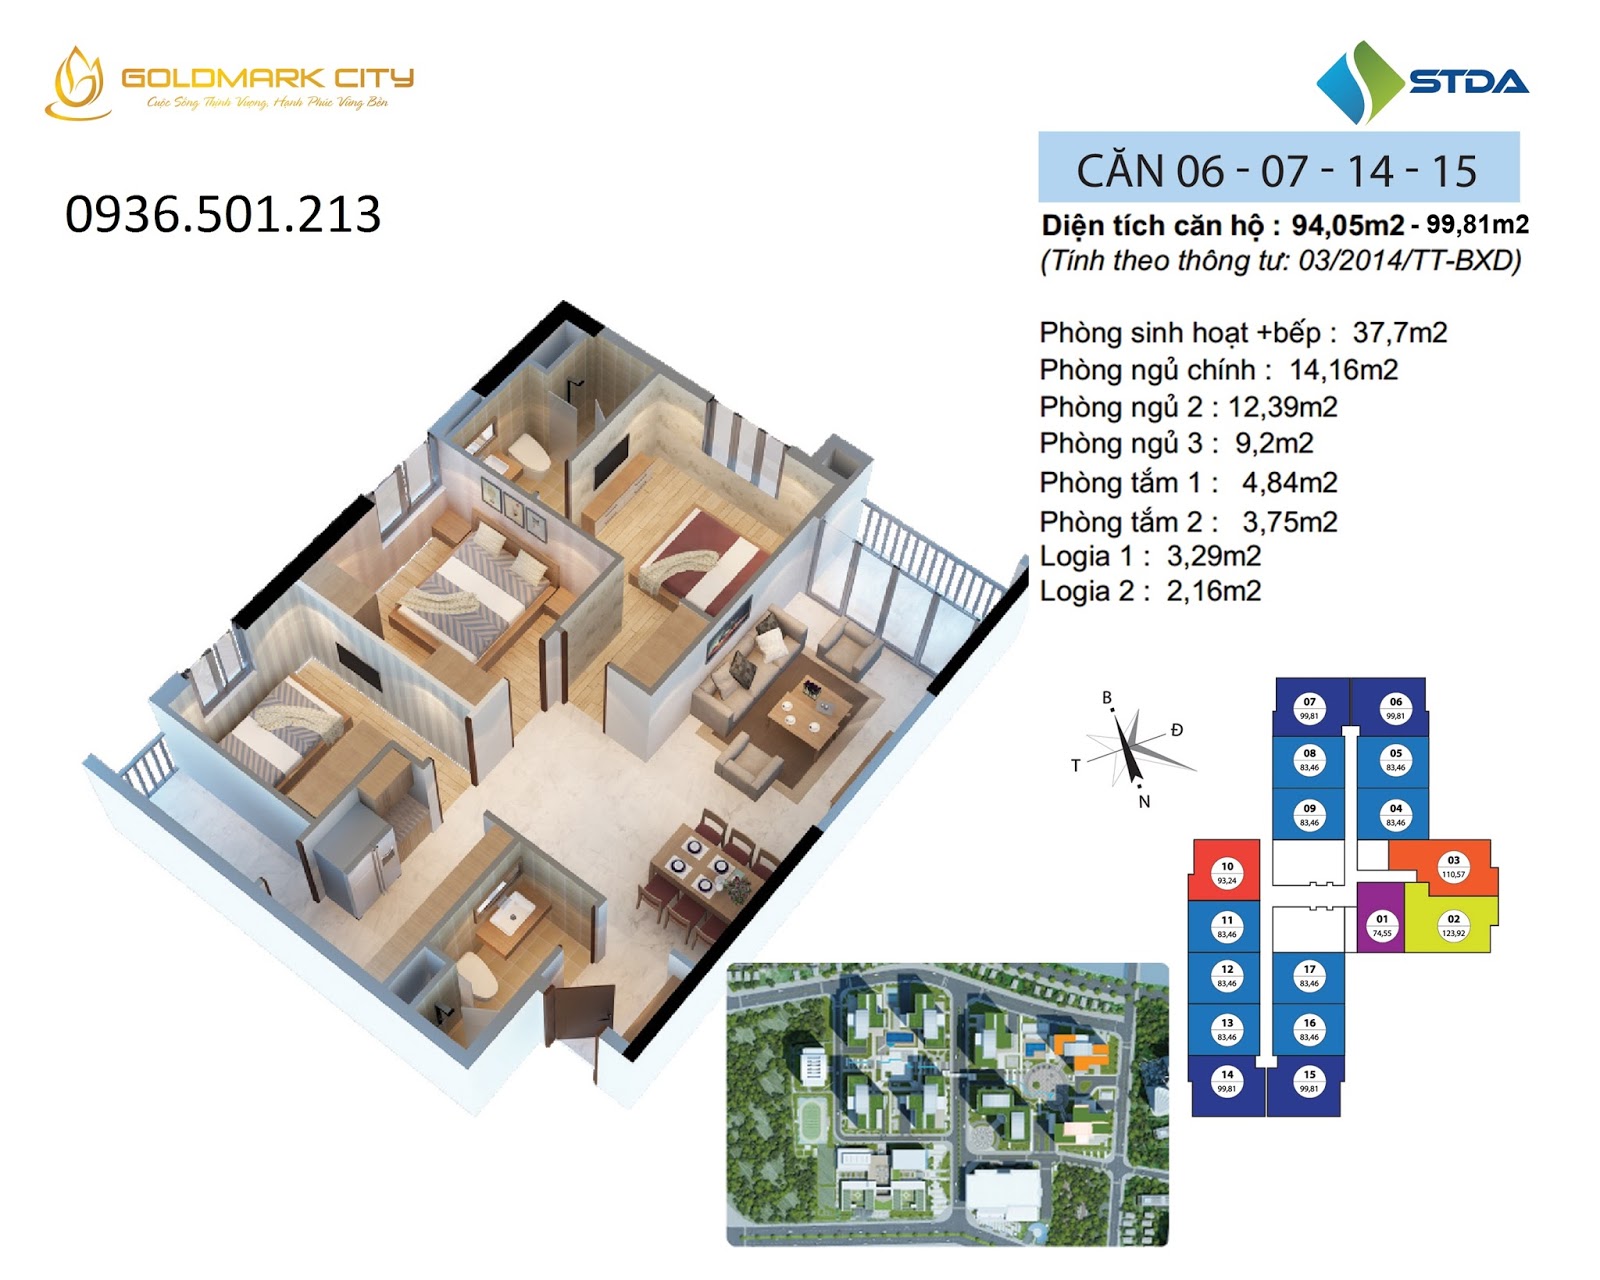 GOLDMARK CITY
Cuộc Sống Thịnh Vượng, Hạnh Phúc Vững Bền
STDA
0936.501.213
CĂN 06 - 07 - 14 - 15
Diện tích căn hộ : 94,05m2 - 99,81m2
(Tính theo thông tư: 03/2014/TT-BXD)
Phòng sinh hoạt +bếp : 37,7m2
Phòng ngủ chính : 14,16m2
Phòng ngủ 2 : 12,39m2
Phòng ngủ 3 : 9,2m2
Phòng tắm 1 : 4,84m2
Phòng tắm 2 : 3,75m2
Logia 1 : 3,29m2
Logia 2 : 2,16m2
B
Đ
T
N
07
99,81
06
99,81
08
83,46
05
83,46
09
83,46
04
83,46
10
93,24
03
110,57
11
83,46
01
74,55
02
123,92
12
83,46
17
83,46
13
83,46
16
83,46
14
99,81
15
99,81